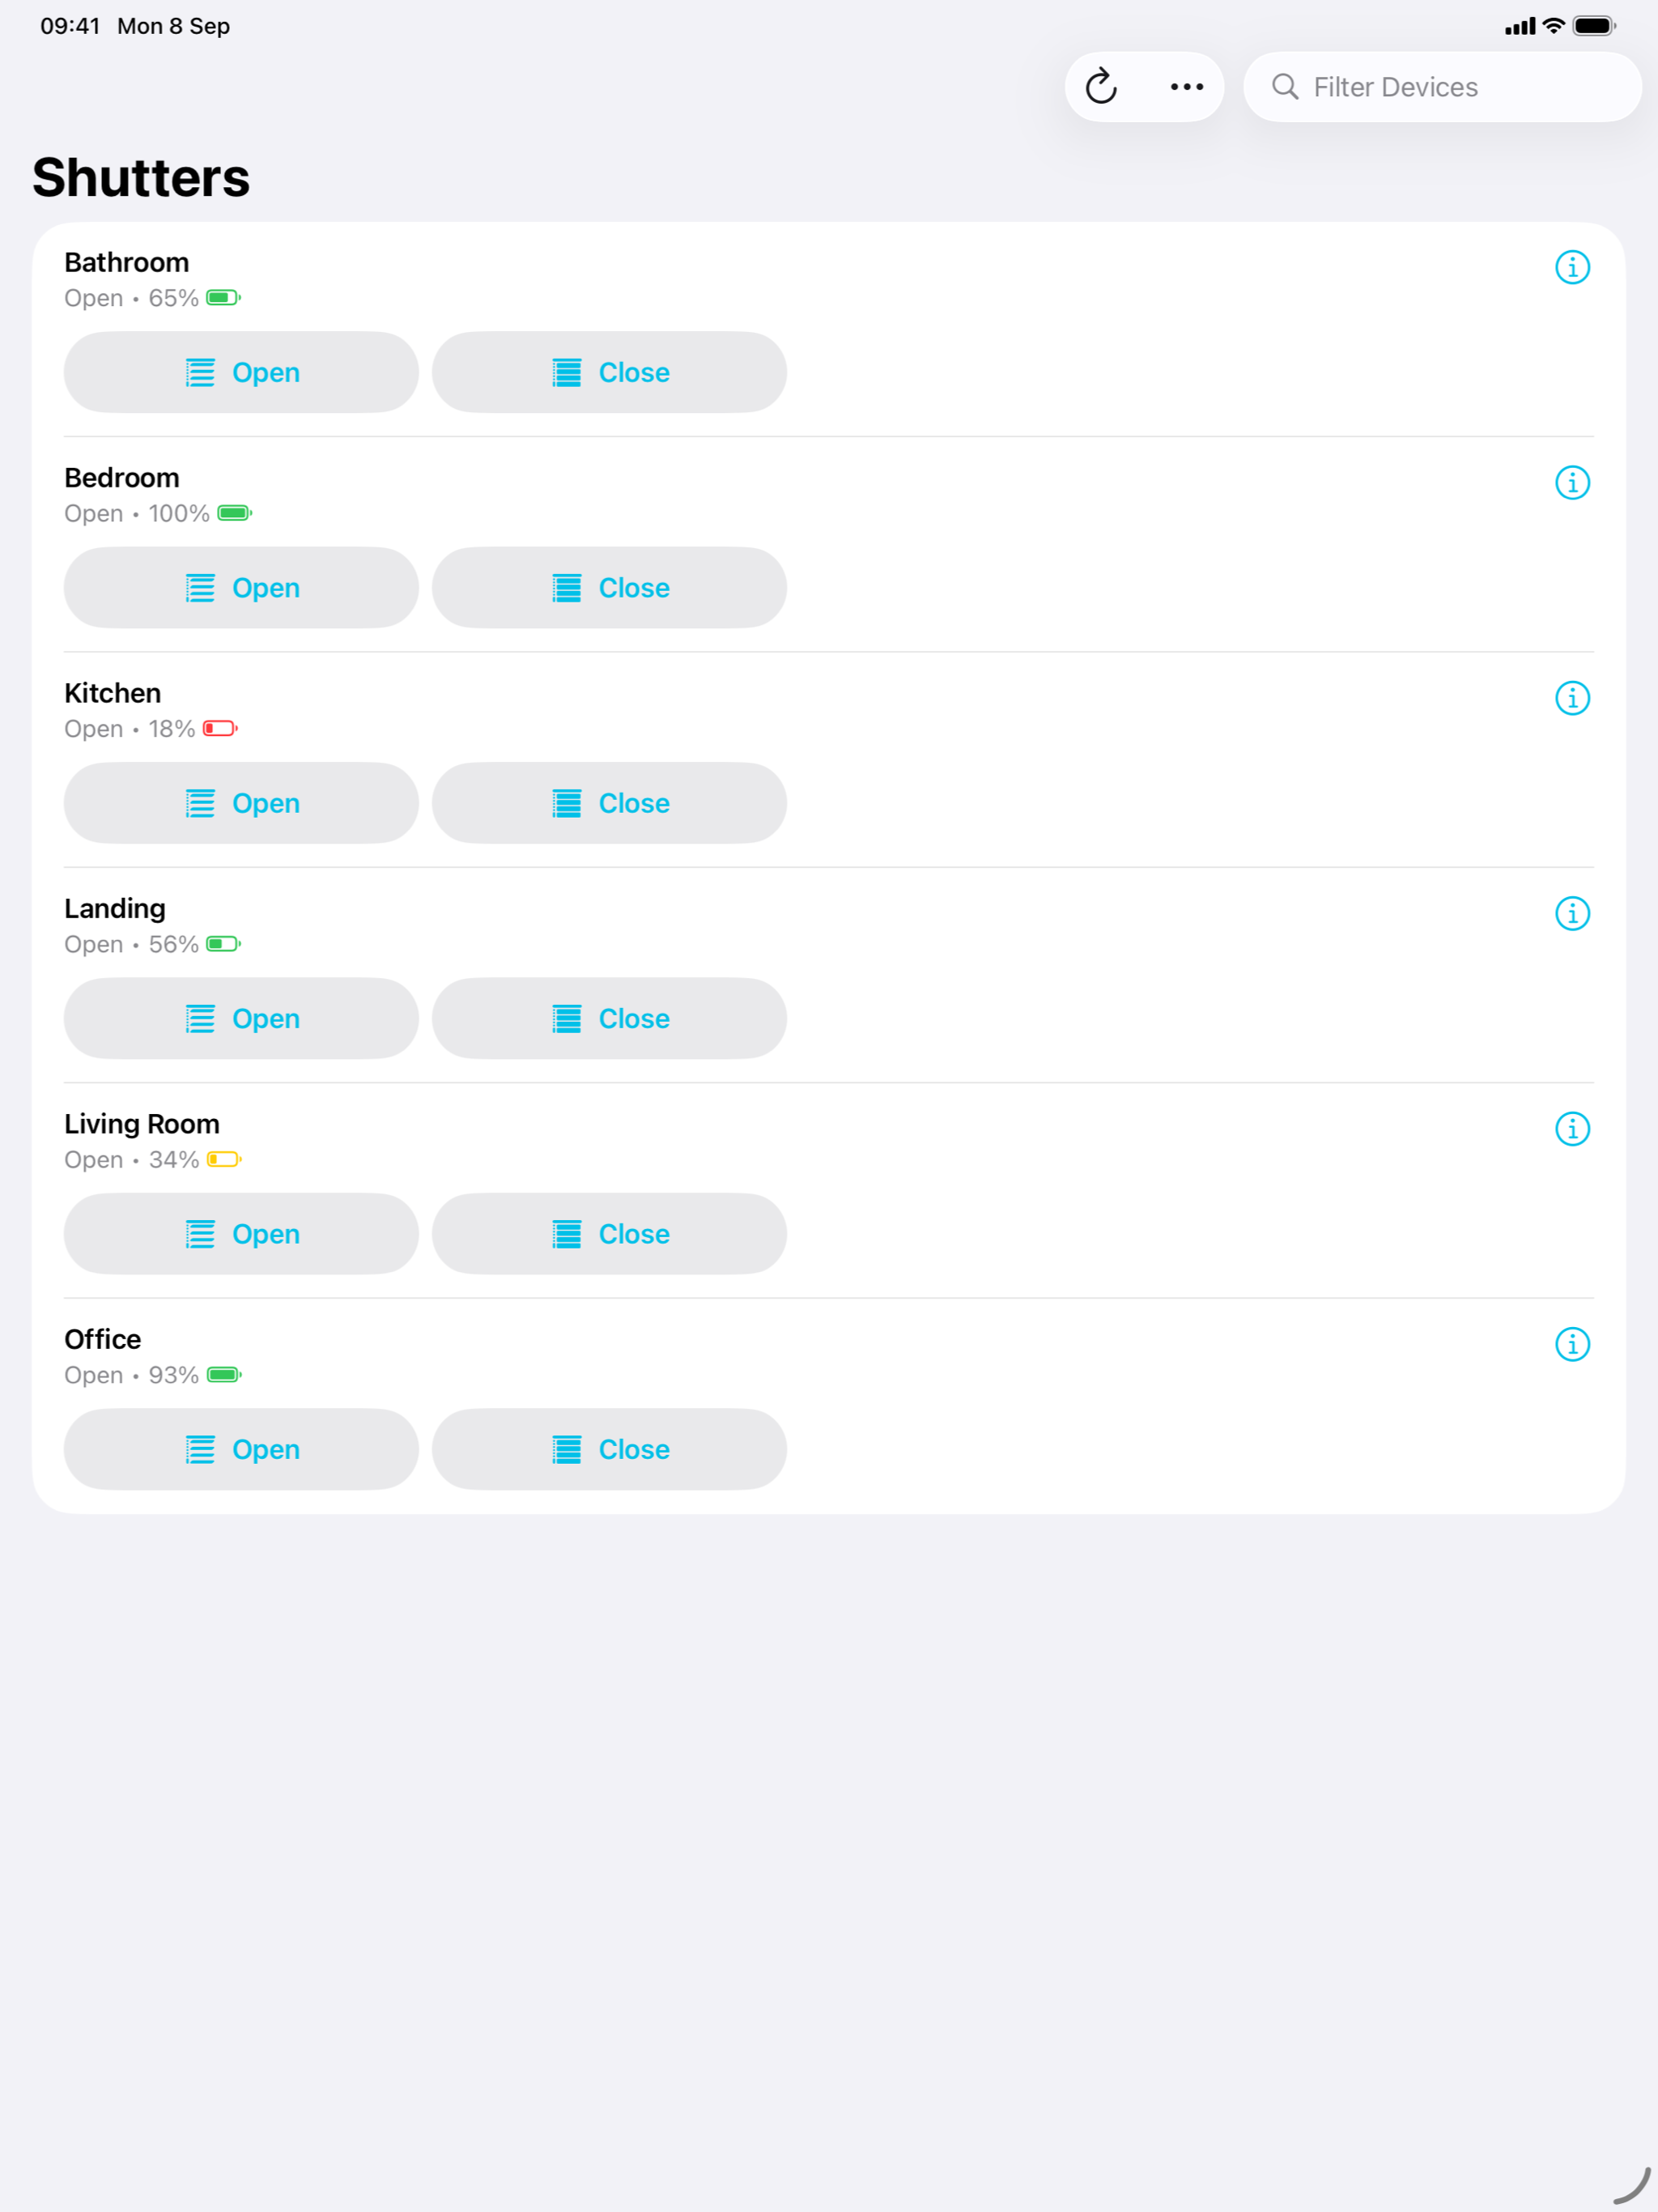 09:41 Mon 8 Sep
Filter Devices
Shutters
Bathroom
Open • 65%
Open
Close
Bedroom
Open • 100%
Open
Close
Kitchen
Open • 18%
Open
Close
Landing
Open • 56%
Open
Close
Living Room
Open • 34%
Open
Close
Office
Open • 93%
Open
Close